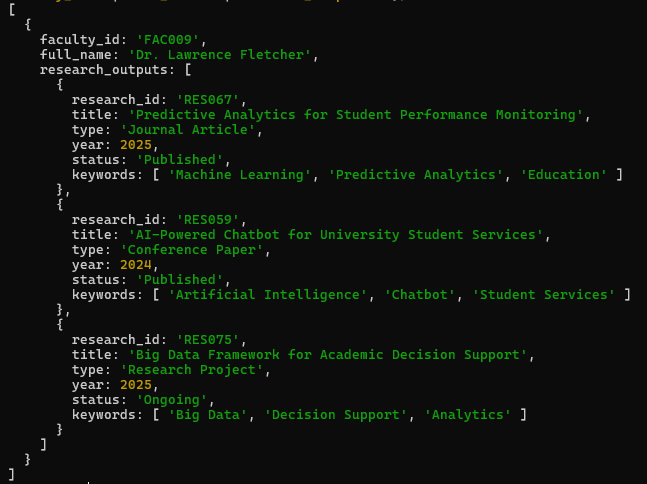 [
  {
    faculty_id: 'FAC009',
    full_name: 'Dr. Lawrence Fletcher',
    research_outputs: [
      {
        research_id: 'RES067',
        title: 'Predictive Analytics for Student Performance Monitoring',
        type: 'Journal Article',
        year: 2025,
        status: 'Published',
        keywords: [ 'Machine Learning', 'Predictive Analytics', 'Education' ]
      },
      {
        research_id: 'RES059',
        title: 'AI-Powered Chatbot for University Student Services',
        type: 'Conference Paper',
        year: 2024,
        status: 'Published',
        keywords: [ 'Artificial Intelligence', 'Chatbot', 'Student Services' ]
      },
      {
        research_id: 'RES075',
        title: 'Big Data Framework for Academic Decision Support',
        type: 'Research Project',
        year: 2025,
        status: 'Ongoing',
        keywords: [ 'Big Data', 'Decision Support', 'Analytics' ]
      }
    ]
  }
]